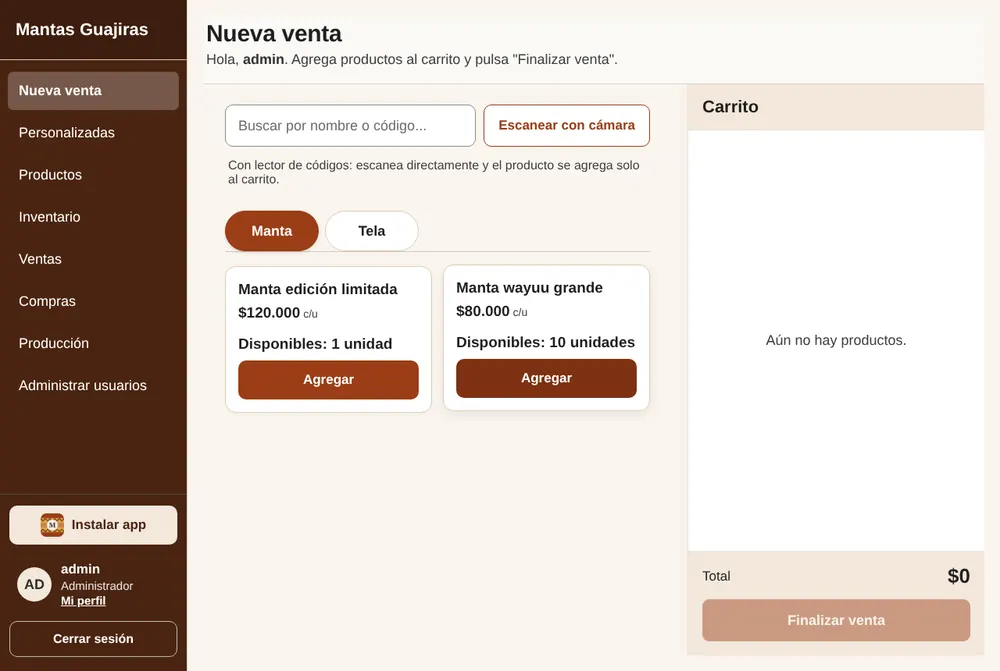 Mantas Guajiras
Nueva venta
Personalizadas
Productos
Inventario
Ventas
Compras
Producción
Administrar usuarios
M
Instalar app
AD
admin
Administrador
Mi perfil
Cerrar sesión
Nueva venta
Hola, admin. Agrega productos al carrito y pulsa "Finalizar venta".
Buscar por nombre o código...
Escanear con cámara
Con lector de códigos: escanea directamente y el producto se agrega solo
al carrito.
Manta
Tela
Manta edición limitada
$120.000 c/u
Disponibles: 1 unidad
Agregar
Manta wayuu grande
$80.000 c/u
Disponibles: 10 unidades
Agregar
Carrito
Aún no hay productos.
Total
$0
Finalizar venta